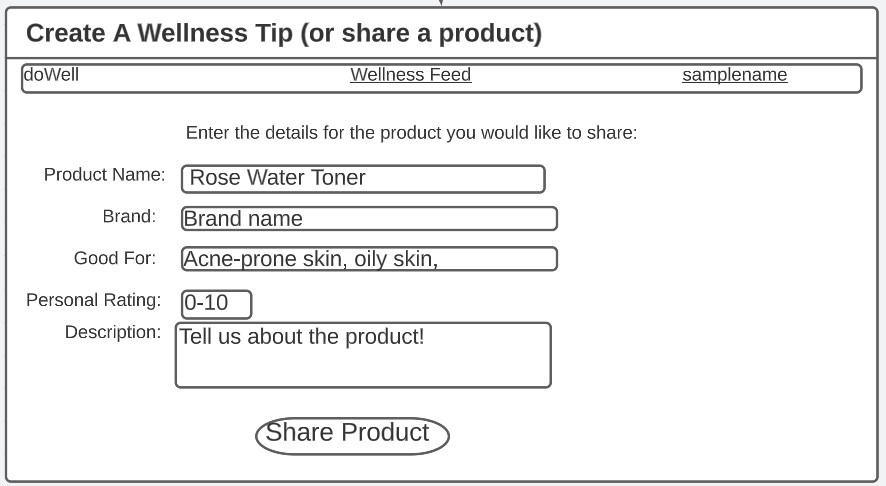 Create A Wellness Tip (or share a product)
doWell Wellness Feed samplename
Enter the details for the product you would like to share:
Product Name: Rose Water Toner
Brand: Brand name
Good For: Acne-prone skin, oily skin,
Personal Rating: 0-10
Description: Tell us about the product!
Share Product